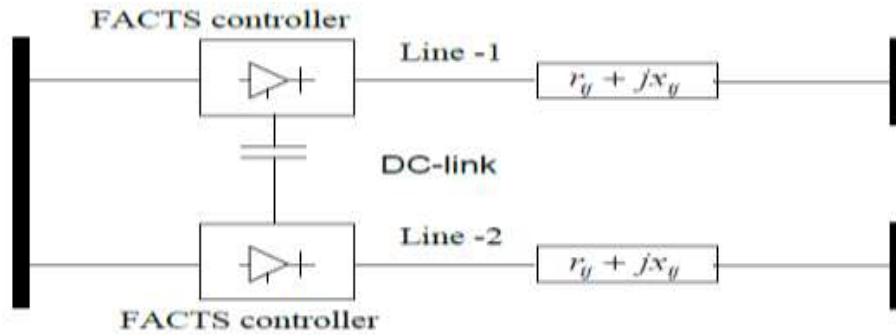 FACTS controller
Line -1
r_ij + jx_ij
DC-link
Line -2
r_ij + jx_ij
FACTS controller